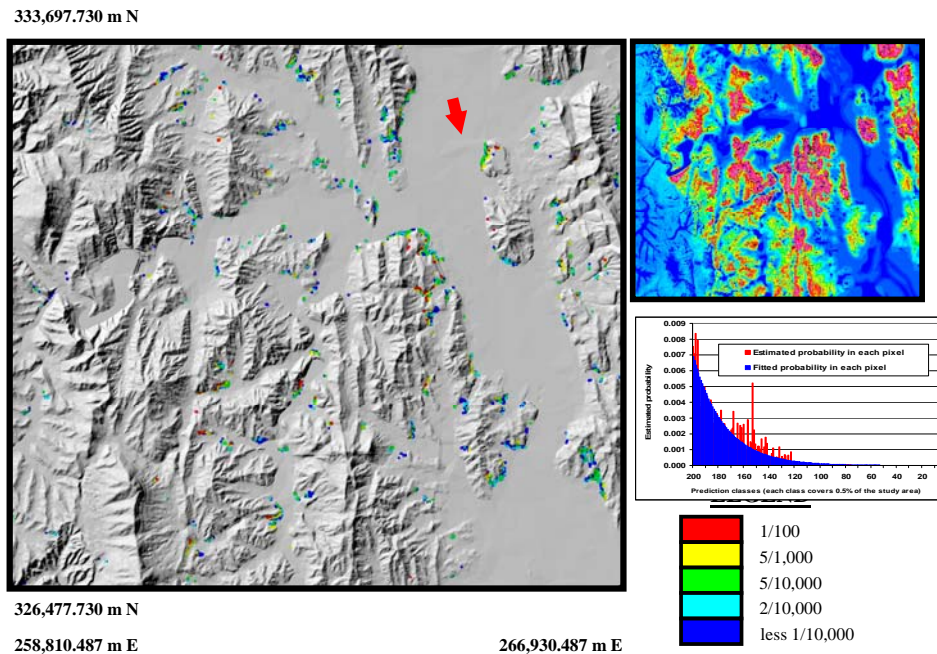 333,697.730 m N
0.009
0.008
0.007
0.006
0.005
0.004
0.003
0.002
0.001
0.000
Estimated probability
Estimated probability in each pixel
Fitted probability in each pixel
200 180 160 140 120 100 80 60 40 20
Prediction classes (each class covers 0.5% of the study area)
LEGEND
1/100
5/1,000
5/10,000
2/10,000
less 1/10,000
326,477.730 m N
258,810.487 m E 266,930.487 m E